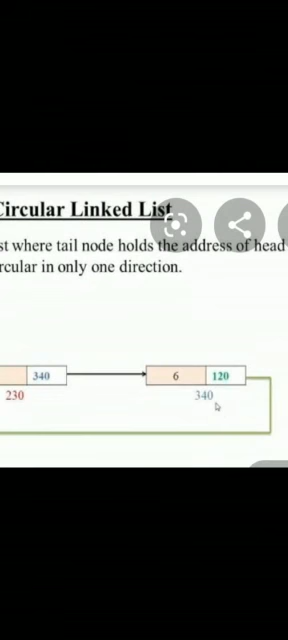 Circular Linked List
st where tail node holds the address of head
rcular in only one direction.
340 6 120
230 340